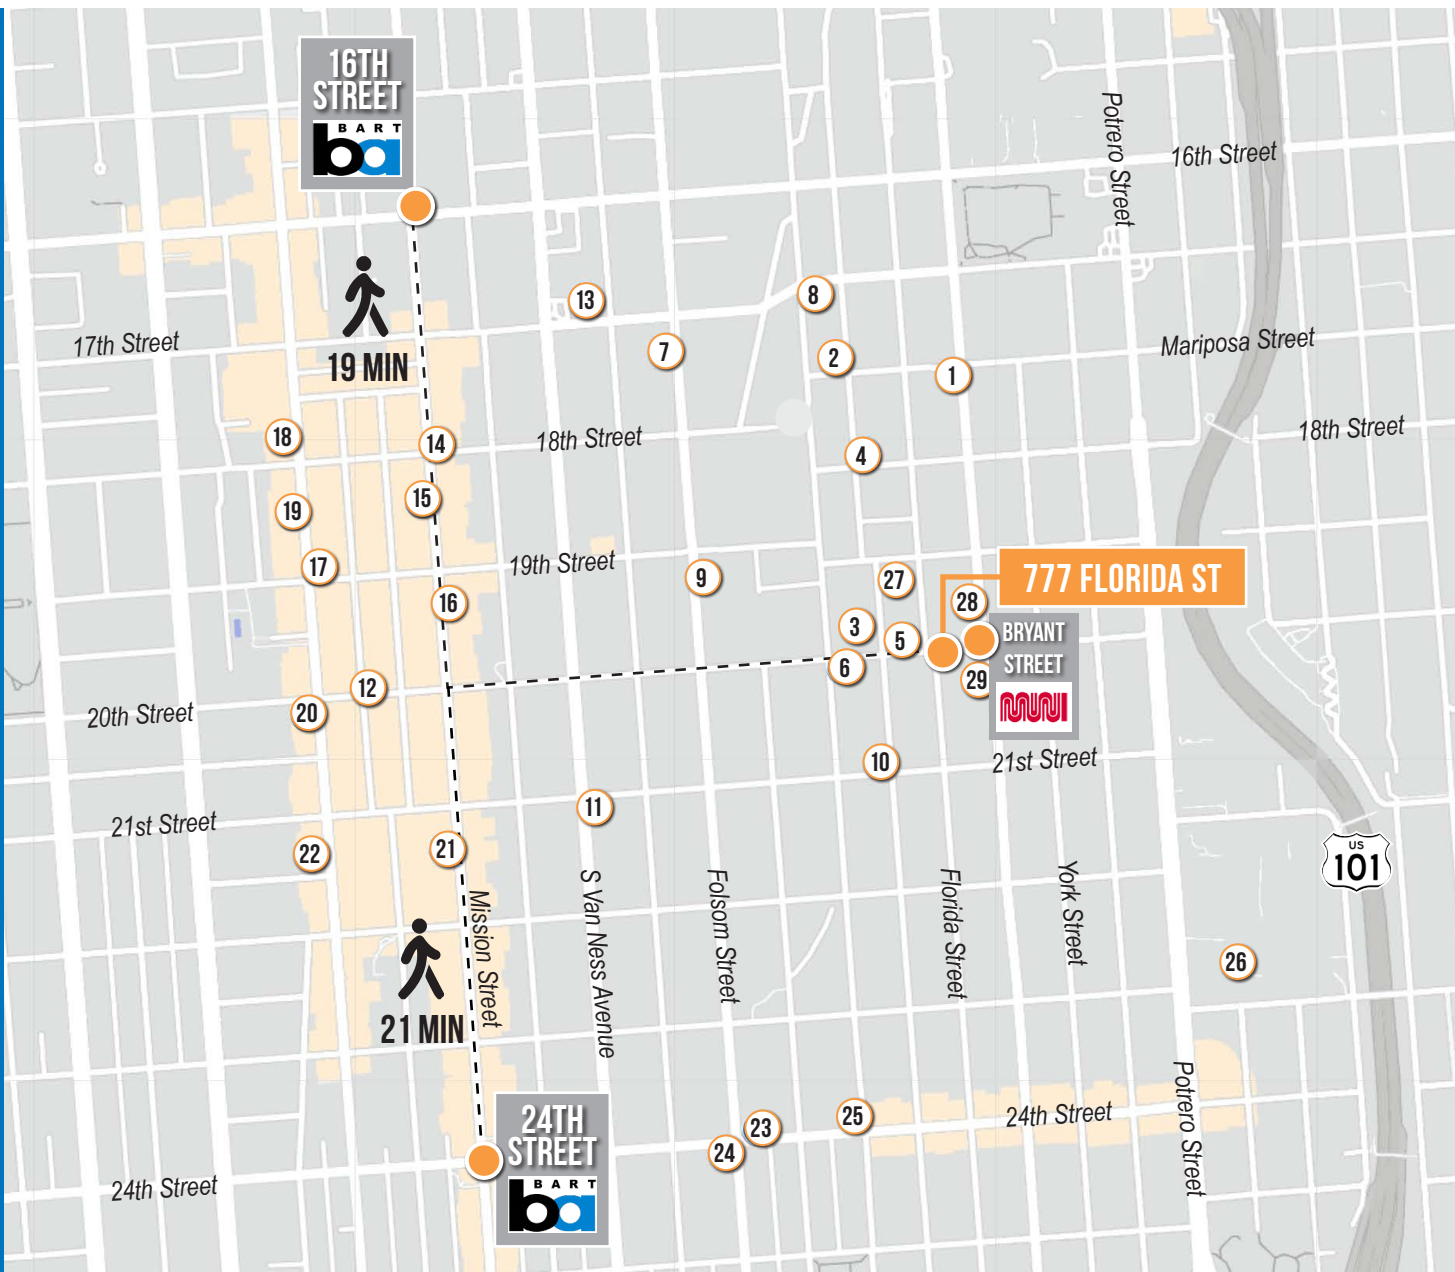 16TH
STREET
BART
ba
Potrero Street
16th Street
13
8
17th Street
7
2
Mariposa Street
19 MIN
1
18
14
18th Street
18th Street
4
15
19
19th Street
17
9
27
777 FLORIDA ST
16
28
3
5
BRYANT
STREET
6
29
MUNI
12
20
20th Street
10
21st Street
11
21st Street
22
21
US
101
Mission Street
S Van Ness Avenue
Folsom Street
Florida Street
York Street
26
21 MIN
24TH
STREET
BART
ba
23
24
25
24th Street
Potrero Street
24th Street